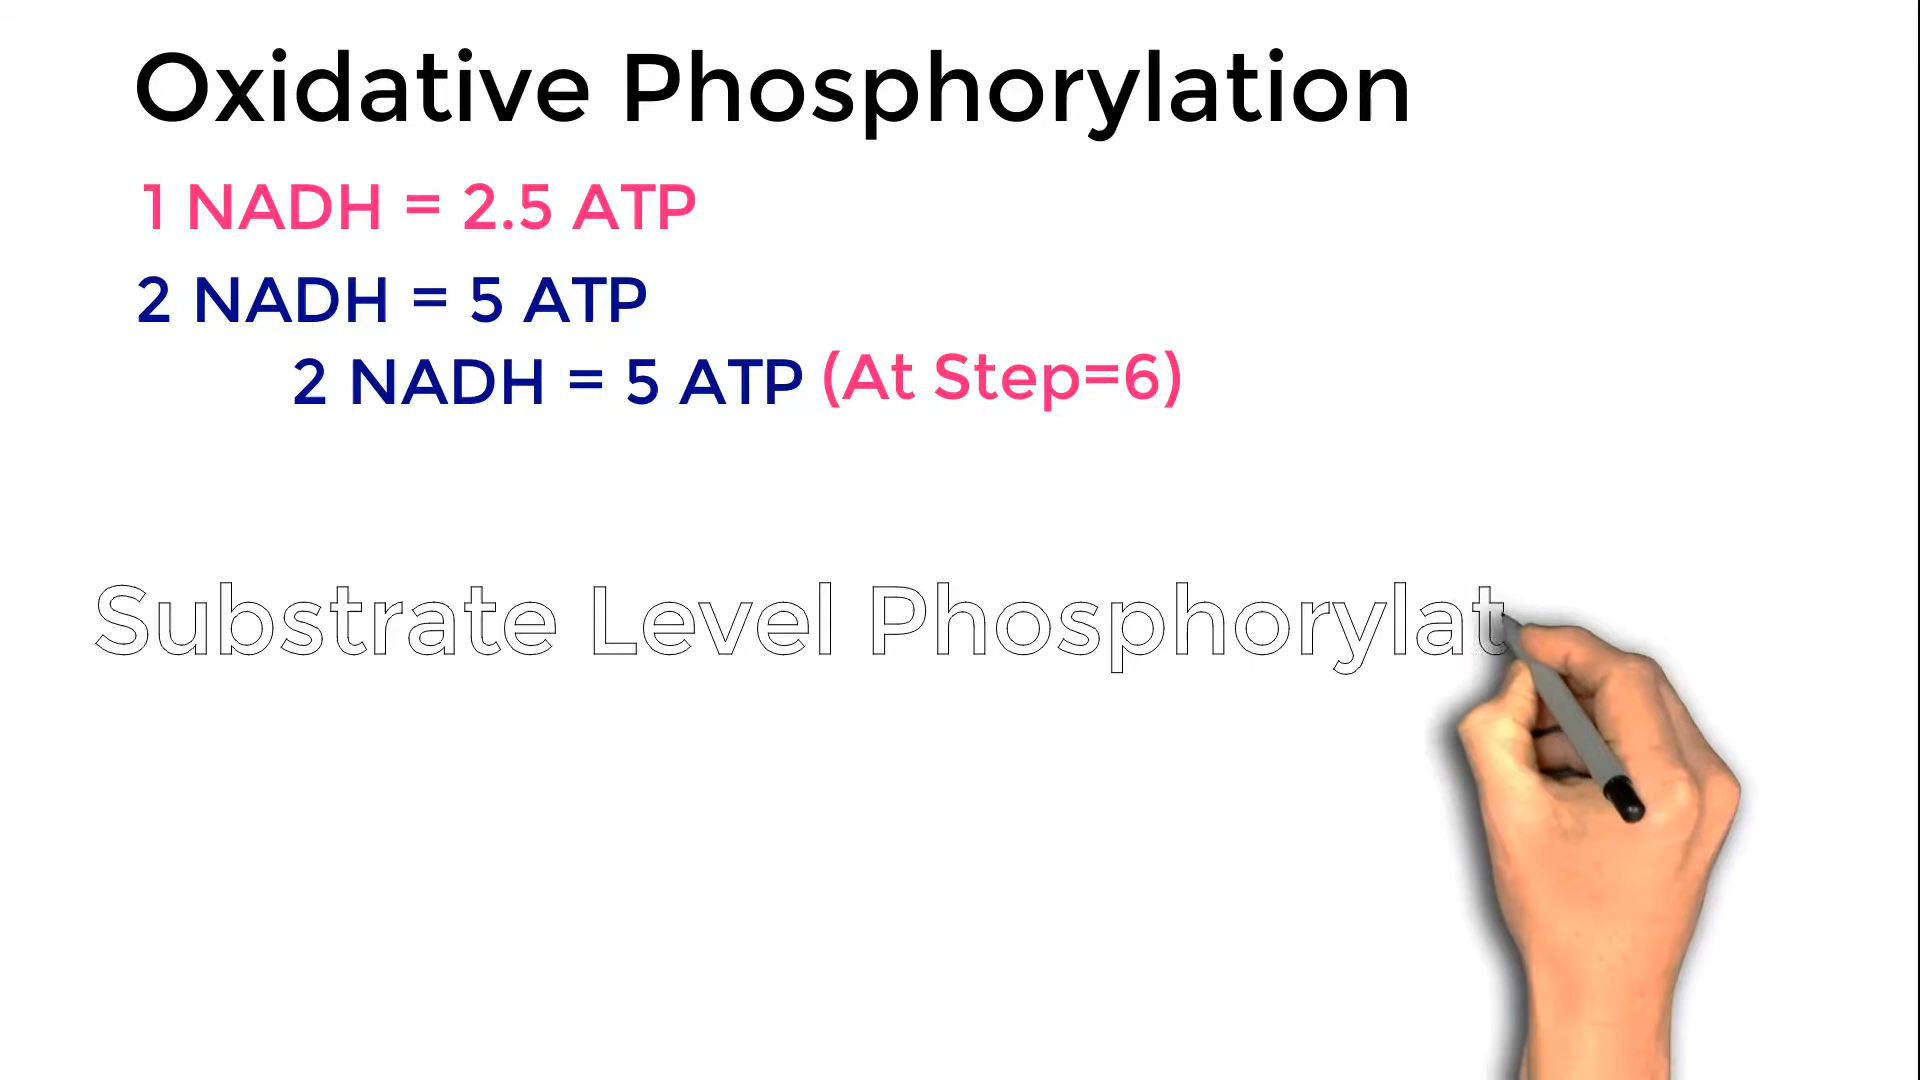 Oxidative Phosphorylation
1 NADH = 2.5 ATP
2 NADH = 5 ATP
2 NADH = 5 ATP (At Step=6)
Substrate Level Phosphorylat